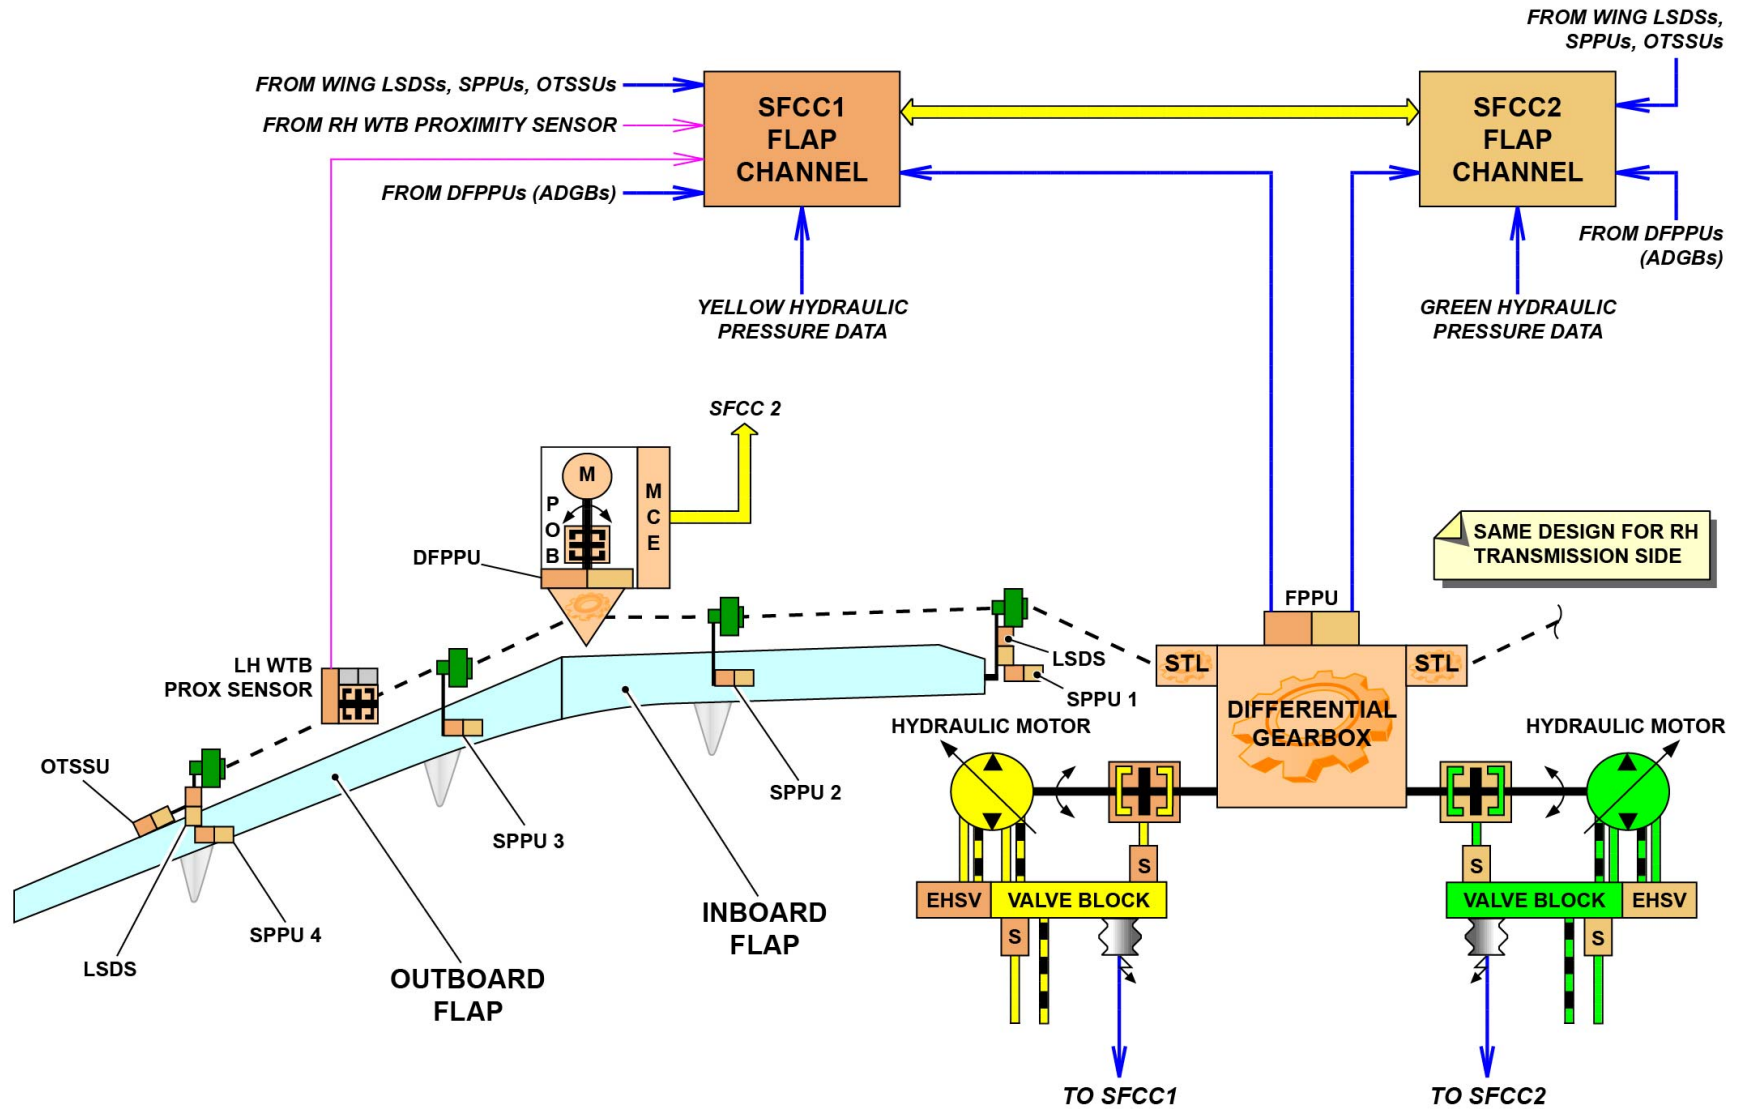 FROM WING LSDSs,
SPPUs, OTSSUs
FROM WING LSDSs, SPPUs, OTSSUs
FROM RH WTB PROXIMITY SENSOR
FROM DFPPUs (ADGBs)
SFCC1
FLAP
CHANNEL
SFCC2
FLAP
CHANNEL
FROM DFPPUs
(ADGBs)
YELLOW HYDRAULIC
PRESSURE DATA
GREEN HYDRAULIC
PRESSURE DATA
SFCC 2
M
POB
MCE
DFPPU
SAME DESIGN FOR RH
TRANSMISSION SIDE
FPPU
LH WTB
PROX SENSOR
LSDS
SPPU 1
STL
STL
DIFFERENTIAL
GEARBOX
HYDRAULIC MOTOR
HYDRAULIC MOTOR
OTSSU
SPPU 2
SPPU 3
S
S
EHSV
VALVE BLOCK
VALVE BLOCK
EHSV
INBOARD
FLAP
SPPU 4
S
S
LSDS
OUTBOARD
FLAP
TO SFCC1
TO SFCC2